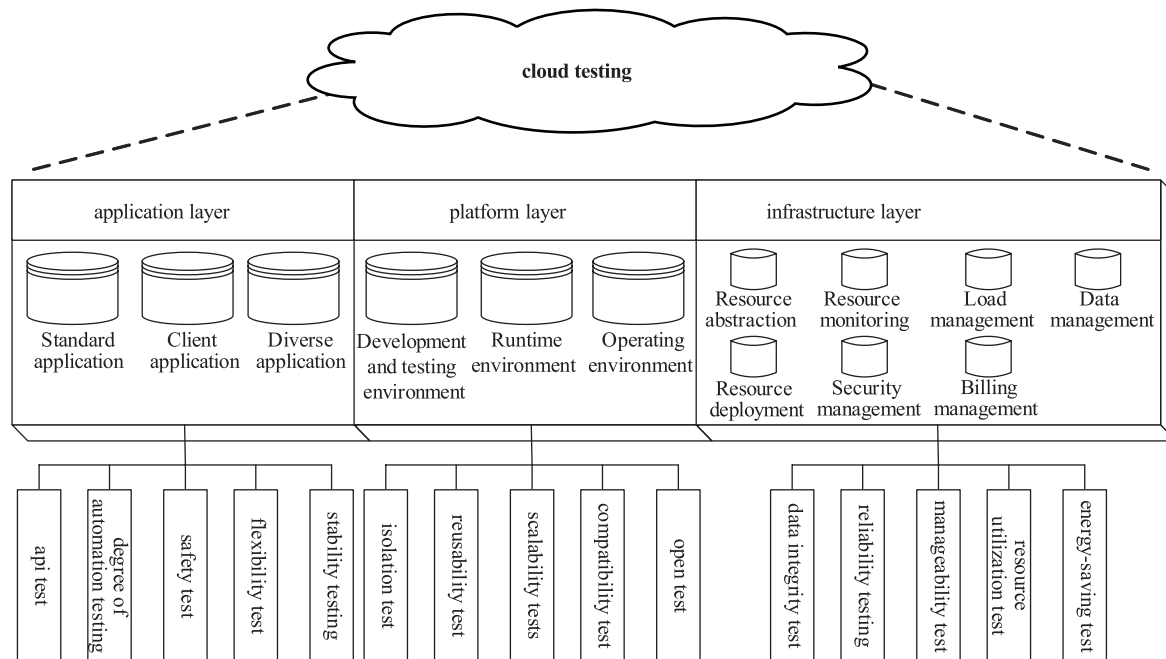 cloud testing
application layer
platform layer
infrastructure layer
Standard
application
Client
application
Diverse
application
Development
and testing
environment
Runtime
environment
Operating
environment
Resource
abstraction
Resource
monitoring
Load
management
Data
management
Resource
deployment
Security
management
Billing
management
api test
degree of
automation testing
safety test
flexibility test
stability testing
isolation test
reusability test
scalability tests
compatibility test
open test
data integrity test
reliability testing
manageability test
resource
utilization test
energy-saving test